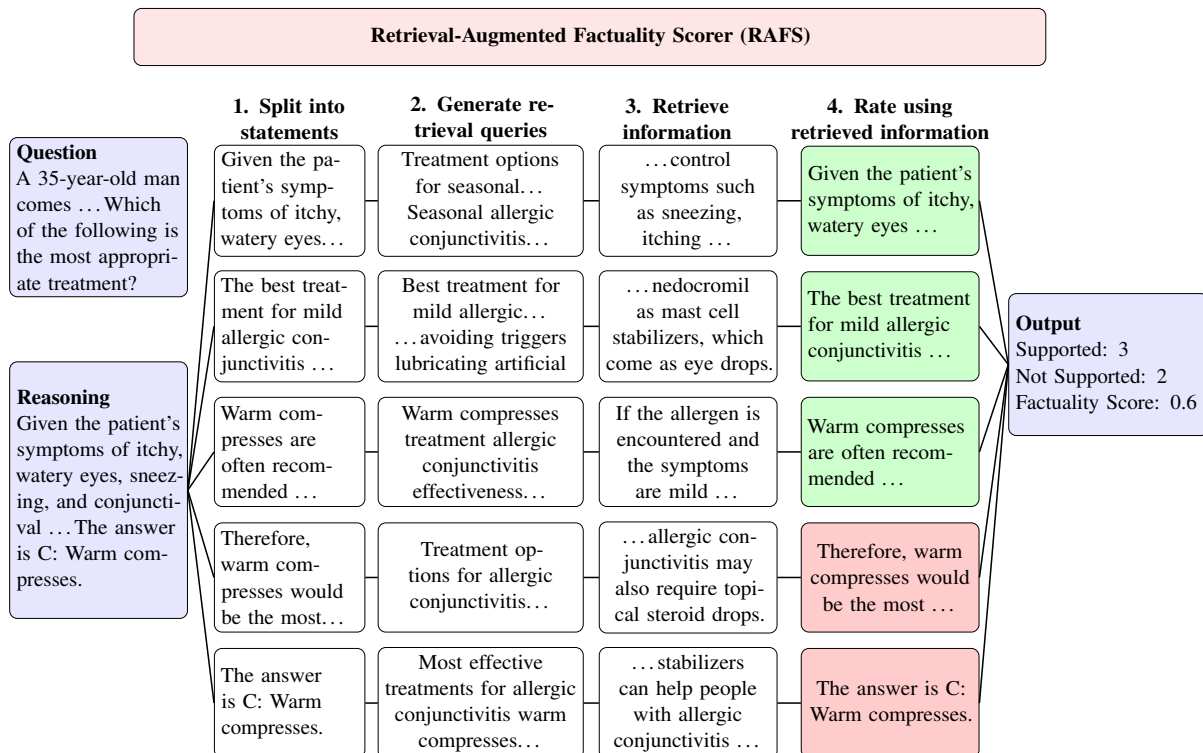 Retrieval-Augmented Factuality Scorer (RAFS)
Question
A 35-year-old man
comes …Which
of the following is
the most appropri-
ate treatment?
Reasoning
Given the patient's
symptoms of itchy,
watery eyes, sneez-
ing, and conjuncti-
val …The answer
is C: Warm com-
presses.
1. Split into
statements
Given the pa-
tient's symp-
toms of itchy,
watery eyes…
The best treat-
ment for mild
allergic con-
junctivitis …
Warm com-
presses are
often recom-
mended …
Therefore,
warm com-
presses would
be the most…
The answer
is C: Warm
compresses.
2. Generate re-
trieval queries
Treatment options
for seasonal…
Seasonal allergic
conjunctivitis…
Best treatment for
mild allergic…
…avoiding triggers
lubricating artificial
Warm compresses
treatment allergic
conjunctivitis
effectiveness…
Treatment op-
tions for allergic
conjunctivitis…
Most effective
treatments for allergic
conjunctivitis warm
compresses…
3. Retrieve
information
…control
symptoms such
as sneezing,
itching …
…nedocromil
as mast cell
stabilizers, which
come as eye drops.
If the allergen is
encountered and
the symptoms
are mild …
…allergic con-
junctivitis may
also require topi-
cal steroid drops.
…stabilizers
can help people
with allergic
conjunctivitis …
4. Rate using
retrieved information
Given the patient's
symptoms of itchy,
watery eyes …
The best treatment
for mild allergic
conjunctivitis …
Warm compresses
are often recom-
mended …
Therefore, warm
compresses would
be the most …
The answer is C:
Warm compresses.
Output
Supported: 3
Not Supported: 2
Factuality Score: 0.6